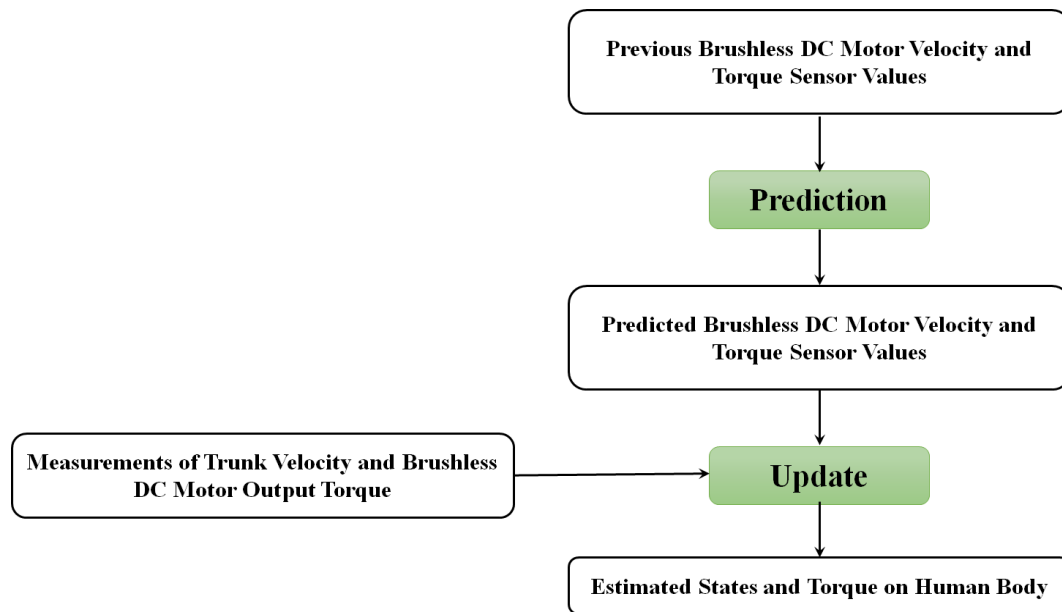 Previous Brushless DC Motor Velocity and
Torque Sensor Values
Prediction
Predicted Brushless DC Motor Velocity and
Torque Sensor Values
Measurements of Trunk Velocity and Brushless
DC Motor Output Torque
Update
Estimated States and Torque on Human Body